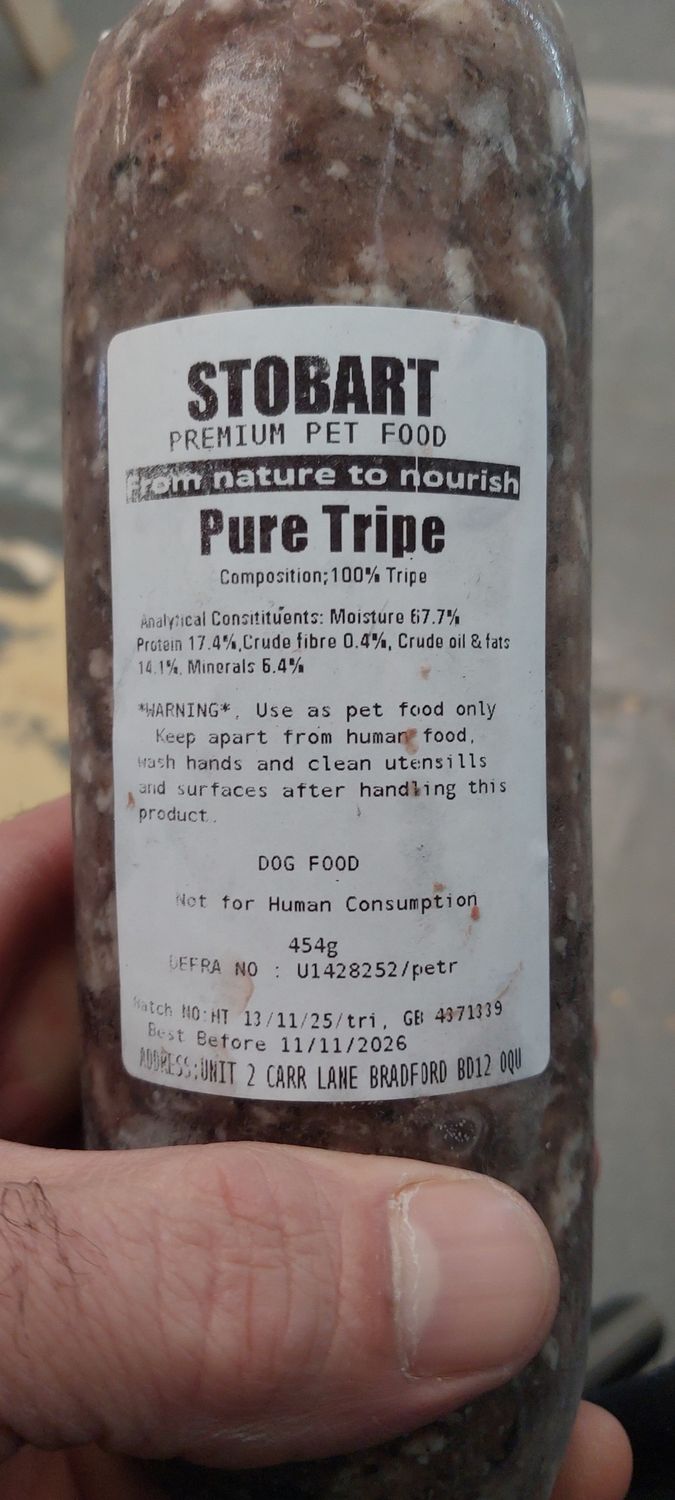 STOBART
PREMIUM PET FOOD
From nature to nourish
Pure Tripe
Composition;100% Tripe
Analytical Consitituents: Moisture 67.7%
Protein 17.4%,Crude fibre 0.4%, Crude oil & fats
14.1%, Minerals 6.4%
*WARNING*. Use as pet food only
Keep apart from human food,
wash hands and clean utensills
and surfaces after handling this
product.
DOG FOOD
Not for Human Consumption
454g
DEFRA NO : U1428252/petr
Batch NO:HT 13/11/25/tri, GB 4371339
Best Before 11/11/2026
ADDRESS:UNIT 2 CARR LANE BRADFORD BD12 0QU